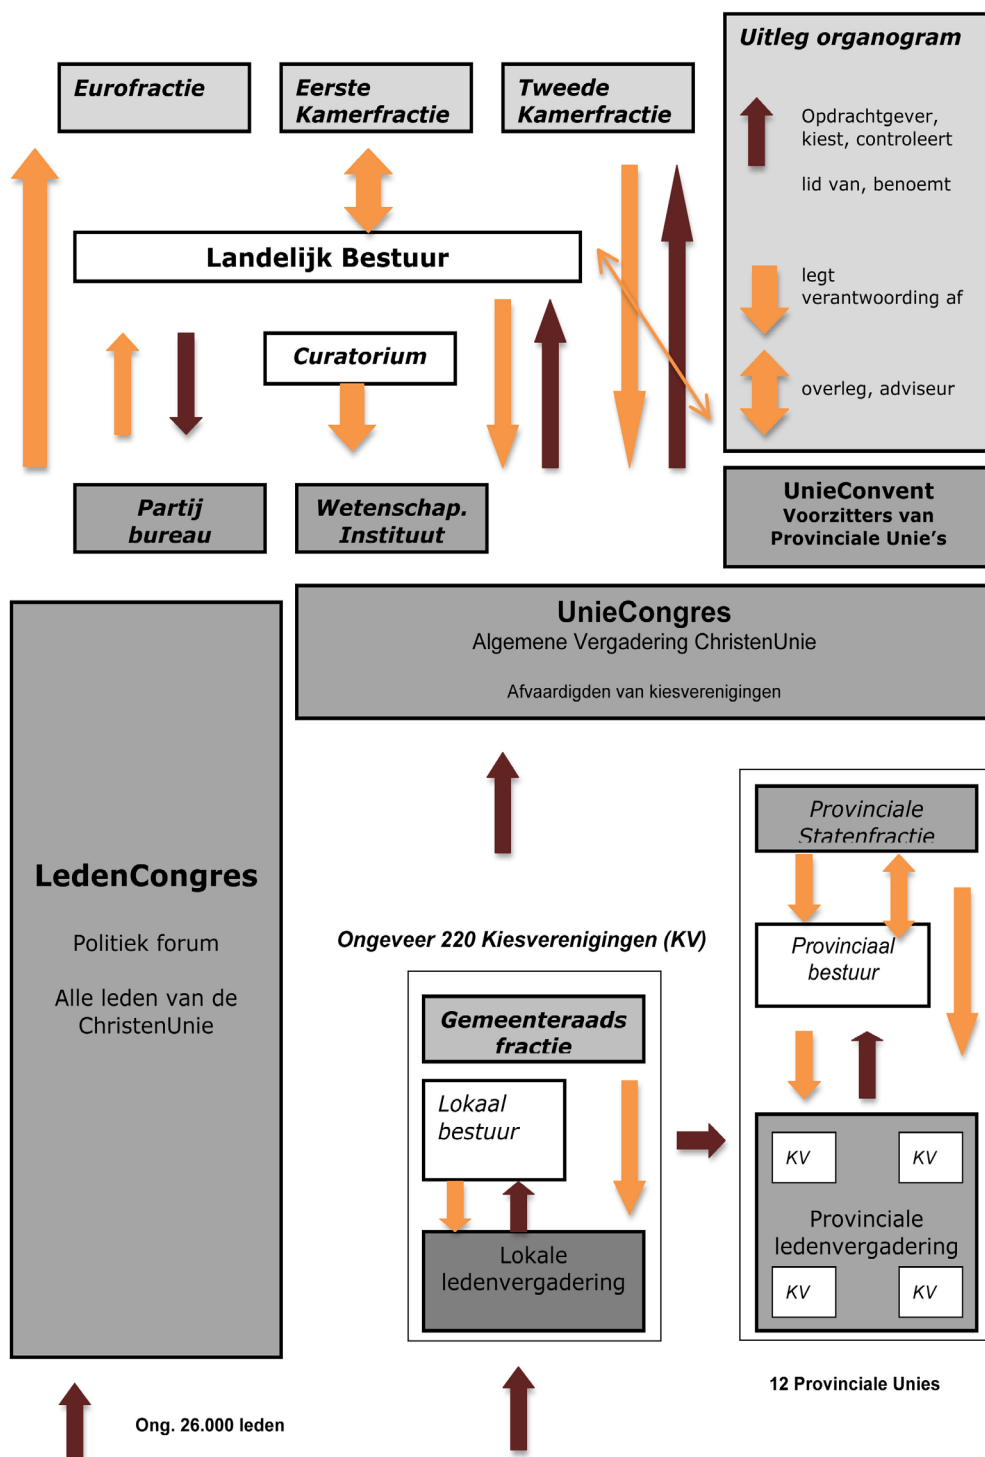 Uitleg organogram
Opdrachtgever,
kiest, controleert
lid van, benoemt
legt
verantwoording af
overleg, adviseur
Eurofractie
Eerste
Kamerfractie
Tweede
Kamerfractie
Landelijk Bestuur
Curatorium
Partij
bureau
Wetenschap.
Instituut
UnieConvent
Voorzitters van
Provinciale Unie's
UnieCongres
Algemene Vergadering ChristenUnie
Afvaardigden van kiesverenigingen
LedenCongres
Politiek forum
Alle leden van de
ChristenUnie
Ongeveer 220 Kiesverenigingen (KV)
Gemeenteraads
fractie
Lokaal
bestuur
Lokale
ledenvergadering
Provinciale
Statenfractie
Provinciaal
bestuur
KV
KV
Provinciale
ledenvergadering
KV
KV
12 Provinciale Unies
Ong. 26.000 leden